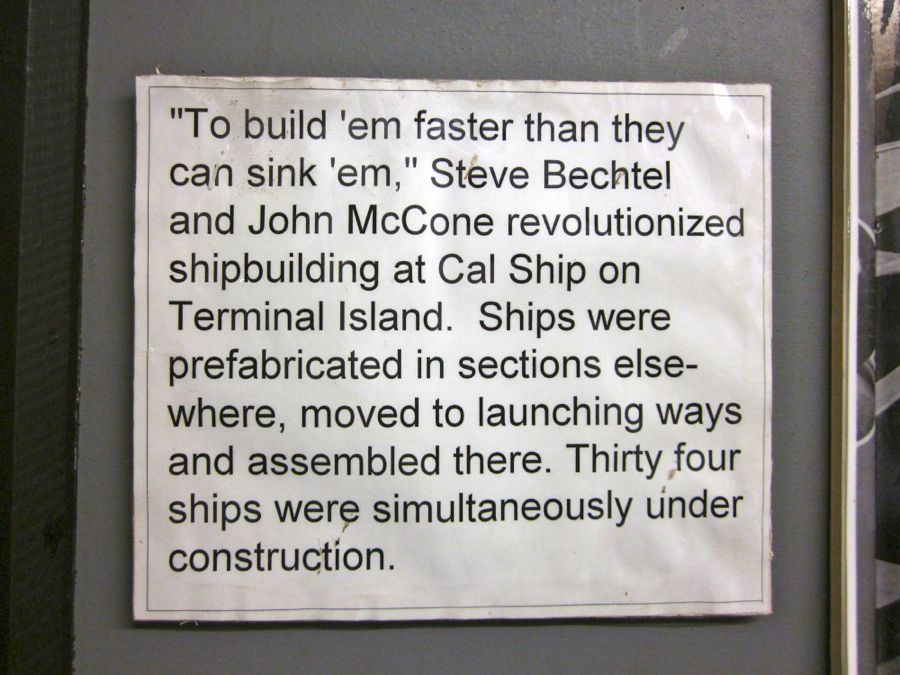 "To build 'em faster than they
can sink 'em," Steve Bechtel
and John McCone revolutionized
shipbuilding at Cal Ship on
Terminal Island.  Ships were
prefabricated in sections else-
where, moved to launching ways
and assembled there. Thirty four
ships were simultaneously under
construction.